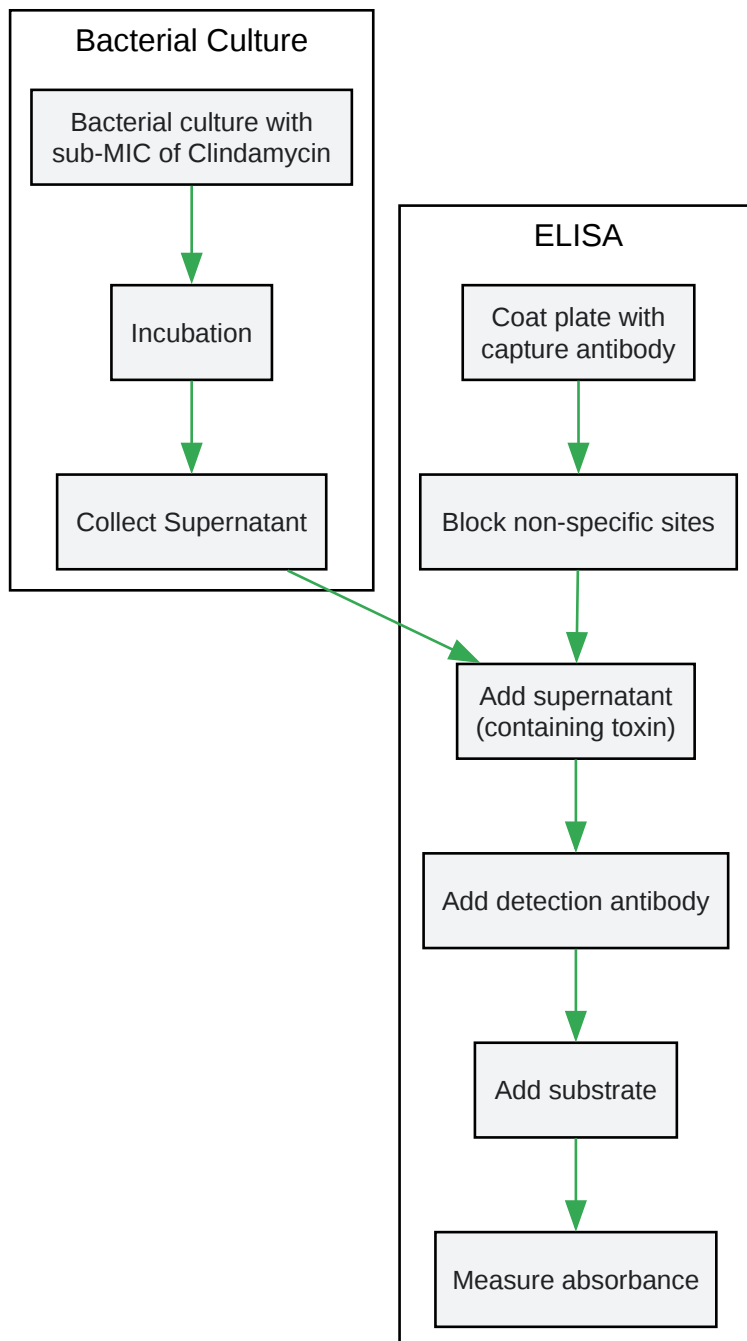 Bacterial Culture
Bacterial culture with
sub-MIC of Clindamycin
Incubation
Collect Supernatant
ELISA
Coat plate with
capture antibody
Block non-specific sites
Add supernatant
(containing toxin)
Add detection antibody
Add substrate
Measure absorbance